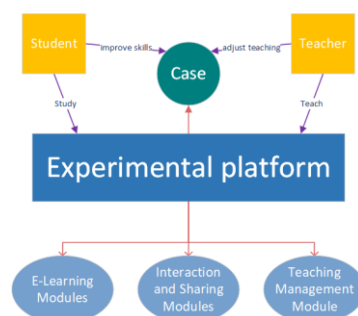 Student
improve skills
adjust teaching
Teacher
Case
Study
Teach
Experimental platform
E-Learning
Modules
Interaction
and Sharing
Modules
Teaching
Management
Module